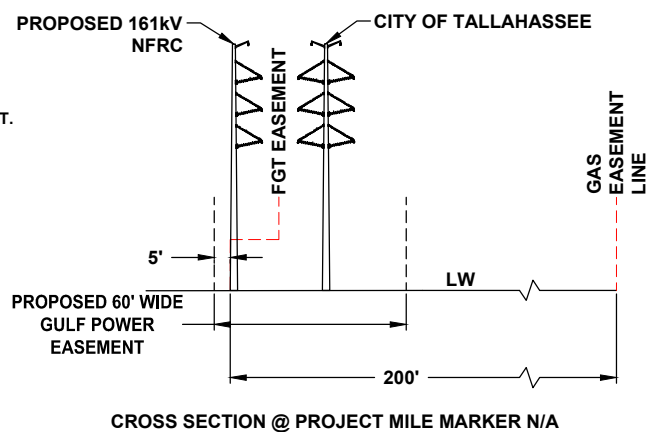 PROPOSED 161kV
NFRC
CITY OF TALLAHASSEE
T.
FGT EASEMENT
GAS
EASEMENT
LINE
5'
LW
PROPOSED 60' WIDE
GULF POWER
EASEMENT
200'
CROSS SECTION @ PROJECT MILE MARKER N/A